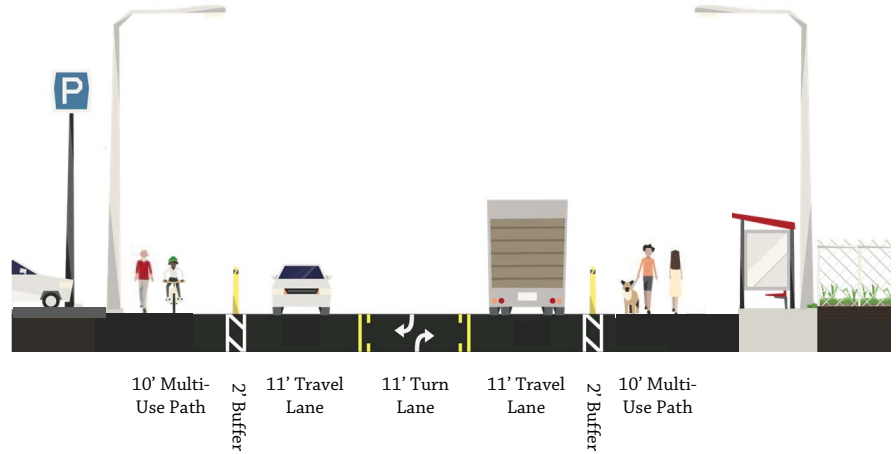 P
10’ Multi-
Use Path
2’ Buffer
11’ Travel
Lane
11’ Turn
Lane
11’ Travel
Lane
2’ Buffer
10’ Multi-
Use Path